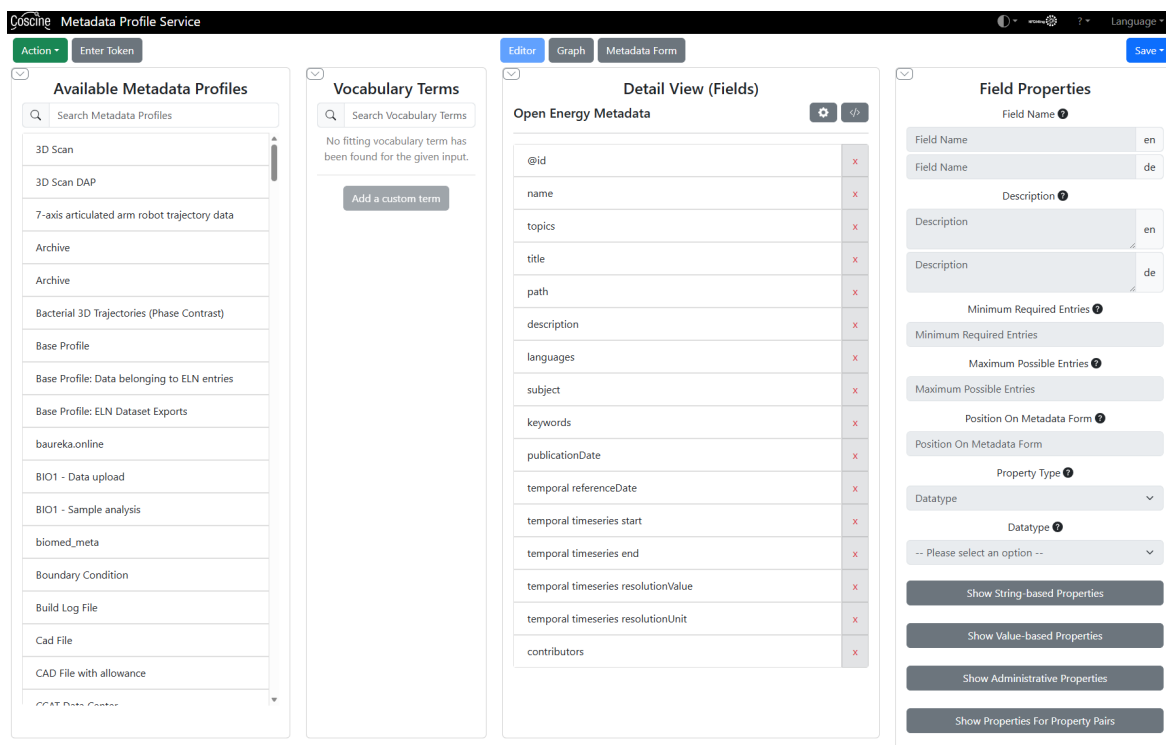 Coscine Metadata Profile Service
? Language
Action Enter Token
Editor Graph Metadata Form
Save
Available Metadata Profiles
Search Metadata Profiles
3D Scan
3D Scan DAP
7-axis articulated arm robot trajectory data
Archive
Archive
Bacterial 3D Trajectories (Phase Contrast)
Base Profile
Base Profile: Data belonging to ELN entries
Base Profile: ELN Dataset Exports
baureka.online
BIO1 - Data upload
BIO1 - Sample analysis
biomed_meta
Boundary Condition
Build Log File
Cad File
CAD File with allowance
CCAT Data Center
Vocabulary Terms
Search Vocabulary Terms
No fitting vocabulary term has
been found for the given input.
Add a custom term
Detail View (Fields)
Open Energy Metadata
</>
@id x
name x
topics x
title x
path x
description x
languages x
subject x
keywords x
publicationDate x
temporal referenceDate x
temporal timeseries start x
temporal timeseries end x
temporal timeseries resolutionValue x
temporal timeseries resolutionUnit x
contributors x
Field Properties
Field Name ?
Field Name en
Field Name de
Description ?
Description en
Description de
Minimum Required Entries ?
Minimum Required Entries
Maximum Possible Entries ?
Maximum Possible Entries
Position On Metadata Form ?
Position On Metadata Form
Property Type ?
Datatype
Datatype ?
-- Please select an option --
Show String-based Properties
Show Value-based Properties
Show Administrative Properties
Show Properties For Property Pairs